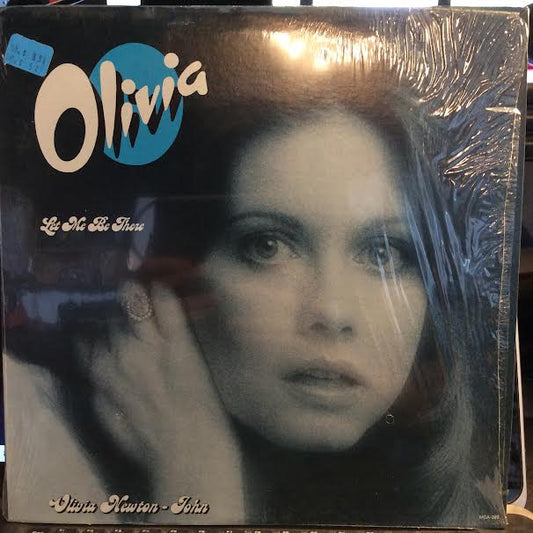 Olivia
Let Me Be There
Olivia Newton-John